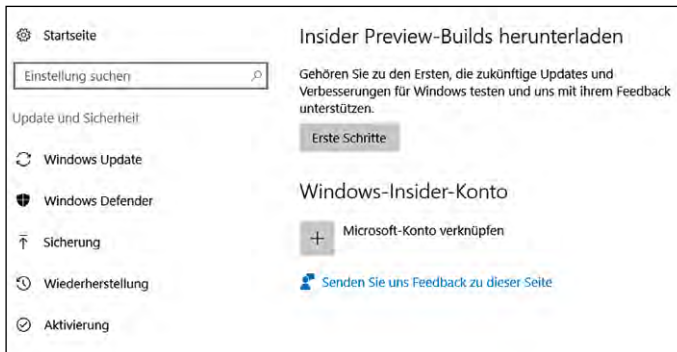 Startseite
Einstellung suchen
Update und Sicherheit
Windows Update
Windows Defender
Sicherung
Wiederherstellung
Aktivierung
Insider Preview-Builds herunterladen
Gehören Sie zu den Ersten, die zukünftige Updates und
Verbesserungen für Windows testen und uns mit ihrem Feedback
unterstützen.
Erste Schritte
Windows-Insider-Konto
Microsoft-Konto verknüpfen
Senden Sie uns Feedback zu dieser Seite